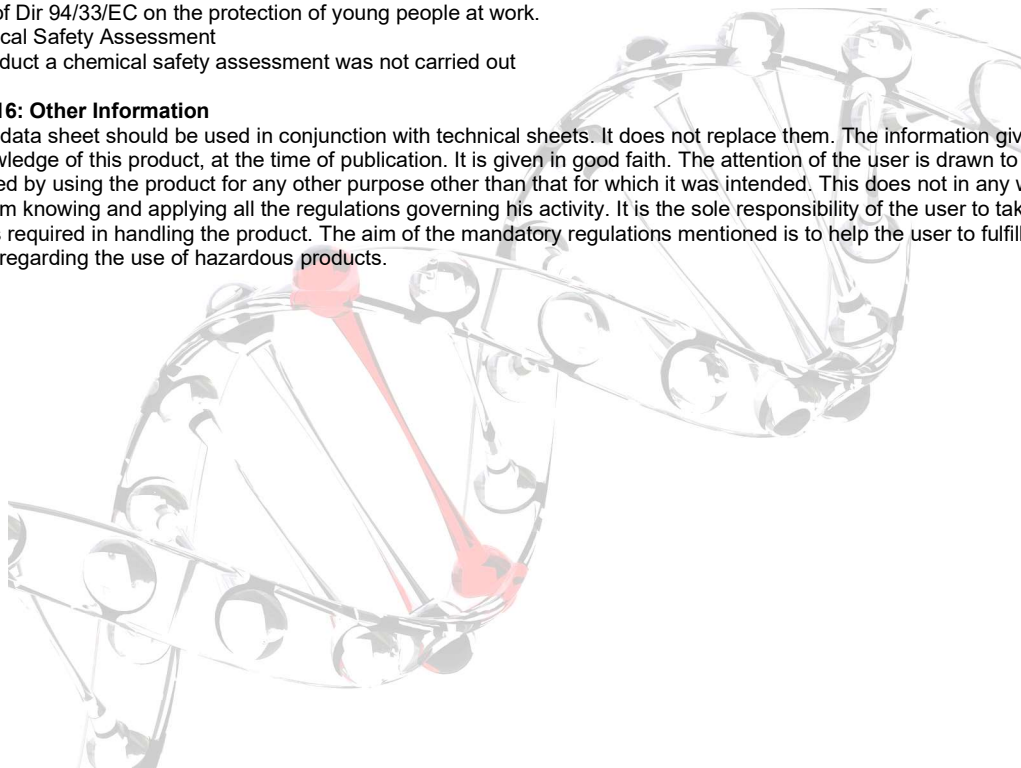 of Dir 94/33/EC on the protection of young people at work.
cal Safety Assessment
duct a chemical safety assessment was not carried out
16: Other Information
data sheet should be used in conjunction with technical sheets. It does not replace them. The information giv
wledge of this product, at the time of publication. It is given in good faith. The attention of the user is drawn to
ed by using the product for any other purpose other than that for which it was intended. This does not in any w
m knowing and applying all the regulations governing his activity. It is the sole responsibility of the user to tak
s required in handling the product. The aim of the mandatory regulations mentioned is to help the user to fulfill
regarding the use of hazardous products.